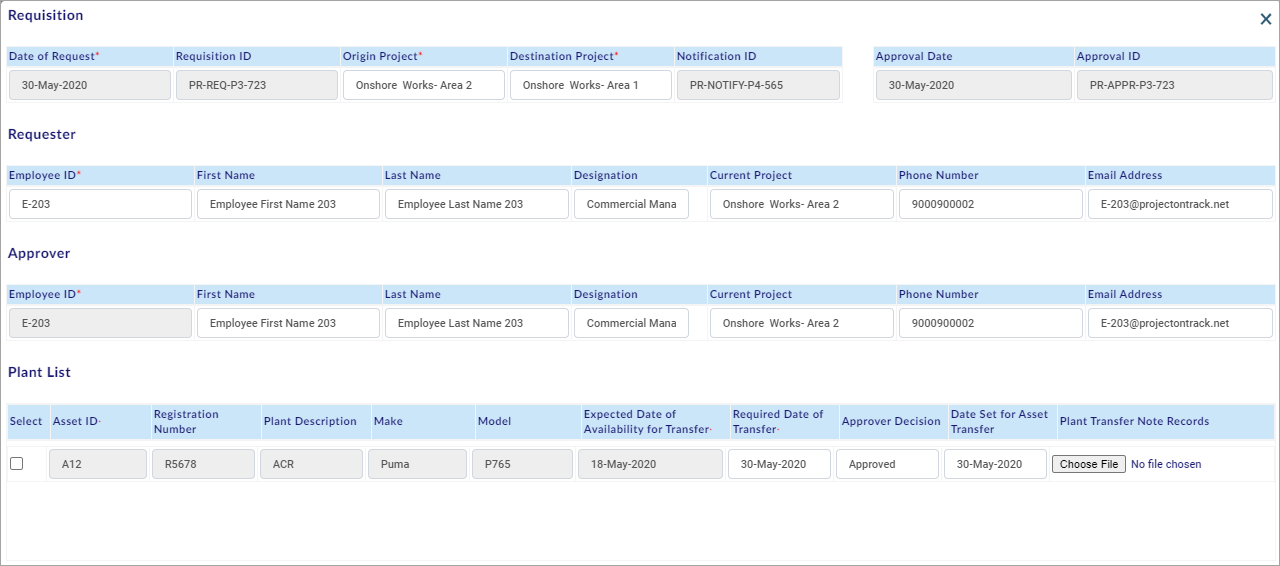 Requisition
Date of Request* Requisition ID Origin Project* Destination Project* Notification ID Approval Date Approval ID
30-May-2020 PR-REQ-P3-723 Onshore Works- Area 2 Onshore Works- Area 1 PR-NOTIFY-P4-565 30-May-2020 PR-APPR-P3-723
Requester
Employee ID* First Name Last Name Designation Current Project Phone Number Email Address
E-203 Employee First Name 203 Employee Last Name 203 Commercial Mana Onshore Works- Area 2 9000900002 E-203@projectontrack.net
Approver
Employee ID* First Name Last Name Designation Current Project Phone Number Email Address
E-203 Employee First Name 203 Employee Last Name 203 Commercial Mana Onshore Works- Area 2 9000900002 E-203@projectontrack.net
Plant List
Select Asset ID* Registration Number Plant Description Make Model Expected Date of Availability for Transfer* Required Date of Transfer* Approver Decision Date Set for Asset Transfer Plant Transfer Note Records
A12 R5678 ACR Puma P765 18-May-2020 30-May-2020 Approved 30-May-2020 Choose File No file chosen